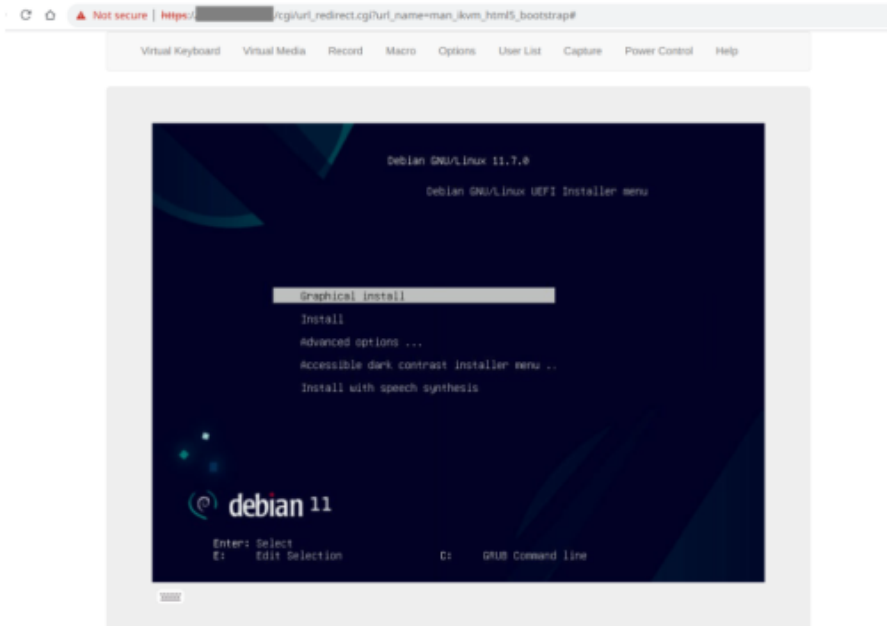 Not secure | https:/ /cgi/url_redirect.cgi?url_name=man_ikvm_html5_bootstrap#
Virtual Keyboard Virtual Media Record Macro Options User List Capture Power Control Help
Debian GNU/Linux 11.7.0
Debian GNU/Linux UEFI Installer menu
Graphical install
Install
Advanced options ...
Accessible dark contrast installer menu ..
Install with speech synthesis
debian 11
Enter: Select
E: Edit Selection C: GRUB Command line